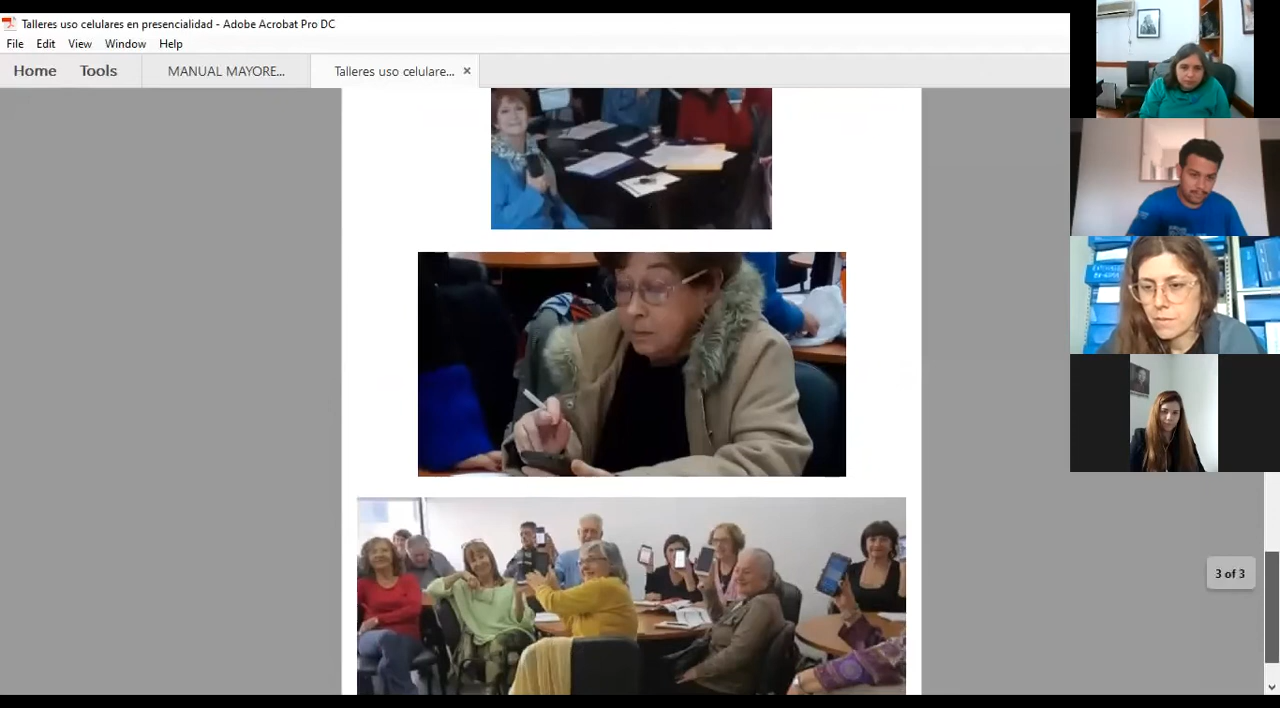 Talleres uso celulares en presencialidad - Adobe Acrobat Pro DC
File Edit View Window Help
Home Tools MANUAL MAYORE... Talleres uso celulare... ×
3 of 3